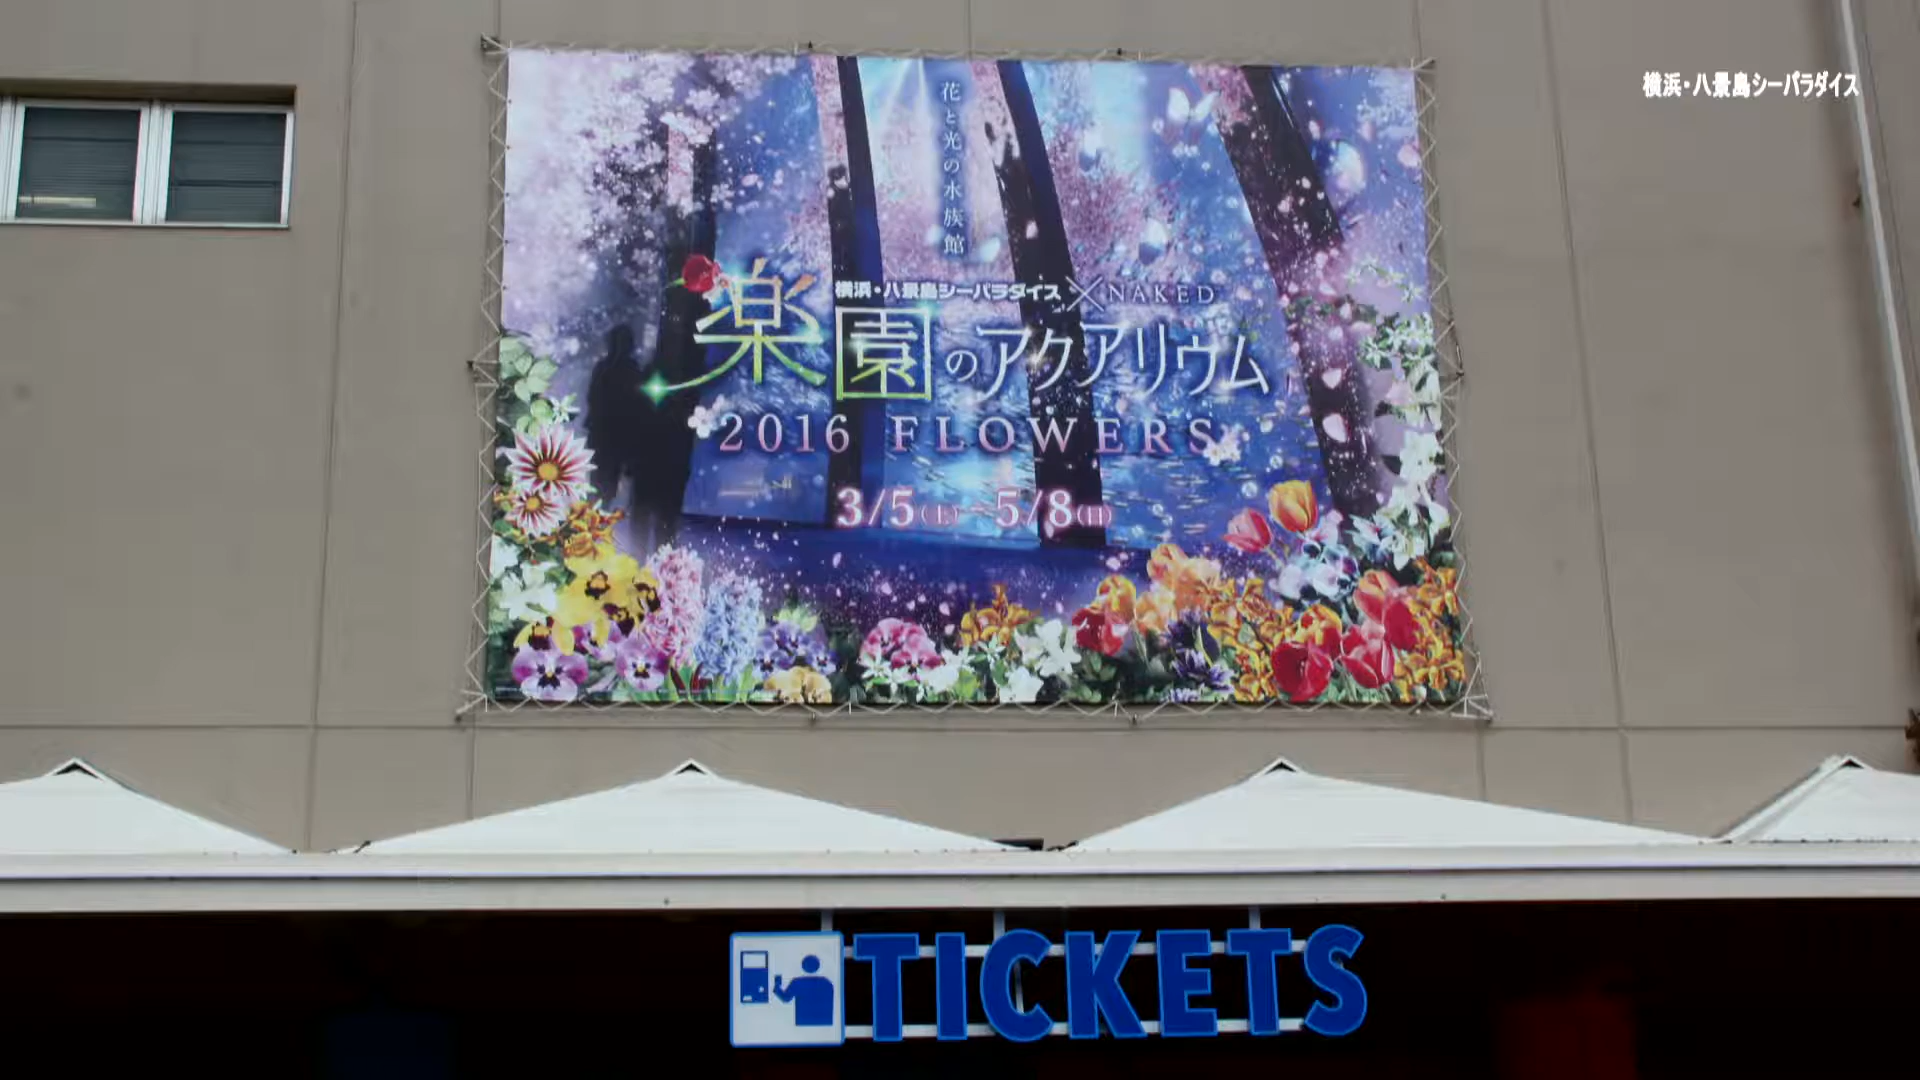 横浜・八景島シーパラダイス
花と光の水族館
横浜・八景島シーパラダイス×NAKED
楽園のアクアリウム
2016 FLOWERS
3/5(土)-5/8(日)
TICKETS